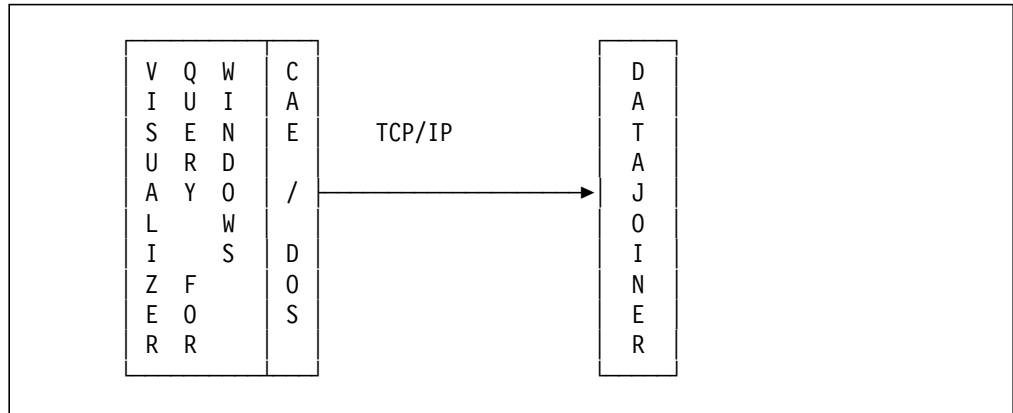 VISUALIZER
QUERY FOR
WINDOWS
CAE / DOS
TCP/IP
DATAJOINER